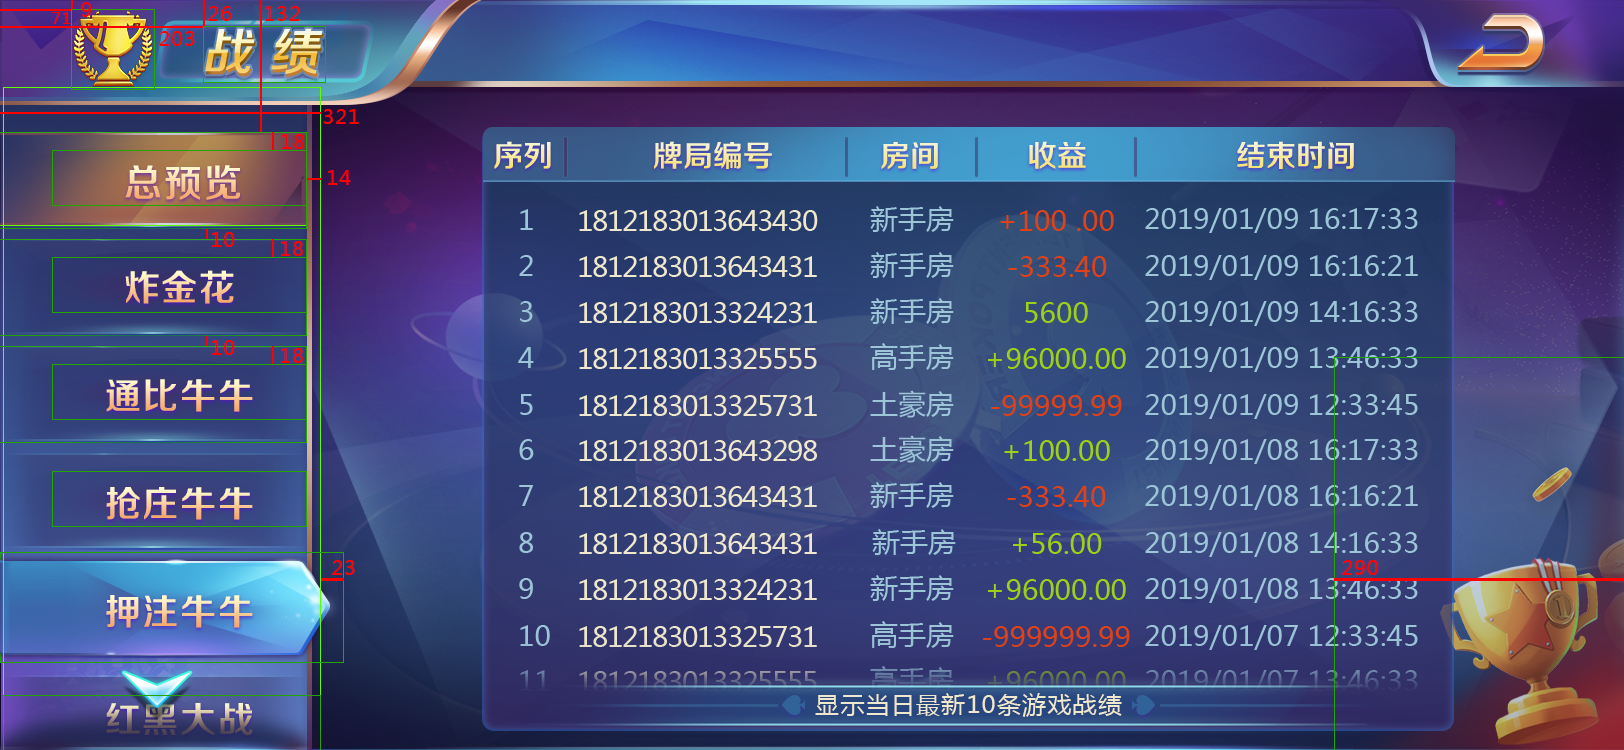 9
26
132
71
203
战绩
321
18
总预览
14
10
18
炸金花
10
18
通比牛牛
抢庄牛牛
23
押注牛牛
红黑大战
序列 牌局编号 房间 收益 结束时间
1 1812183013643430 新手房 +100 .00 2019/01/09 16:17:33
2 1812183013643431 新手房 -333.40 2019/01/09 16:16:21
3 1812183013324231 新手房 5600 2019/01/09 14:16:33
4 1812183013325555 高手房 +96000.00 2019/01/09 13:46:33
5 1812183013325731 土豪房 -99999.99 2019/01/09 12:33:45
6 1812183013643298 土豪房 +100.00 2019/01/08 16:17:33
7 1812183013643431 新手房 -333.40 2019/01/08 16:16:21
8 1812183013643431 新手房 +56.00 2019/01/08 14:16:33
9 1812183013324231 新手房 +96000.00 2019/01/08 13:46:33
290
10 1812183013325731 高手房 -999999.99 2019/01/07 12:33:45
11 1812183013325555 高手房 +96000.00 2019/01/07 13:46:33
显示当日最新10条游戏战绩